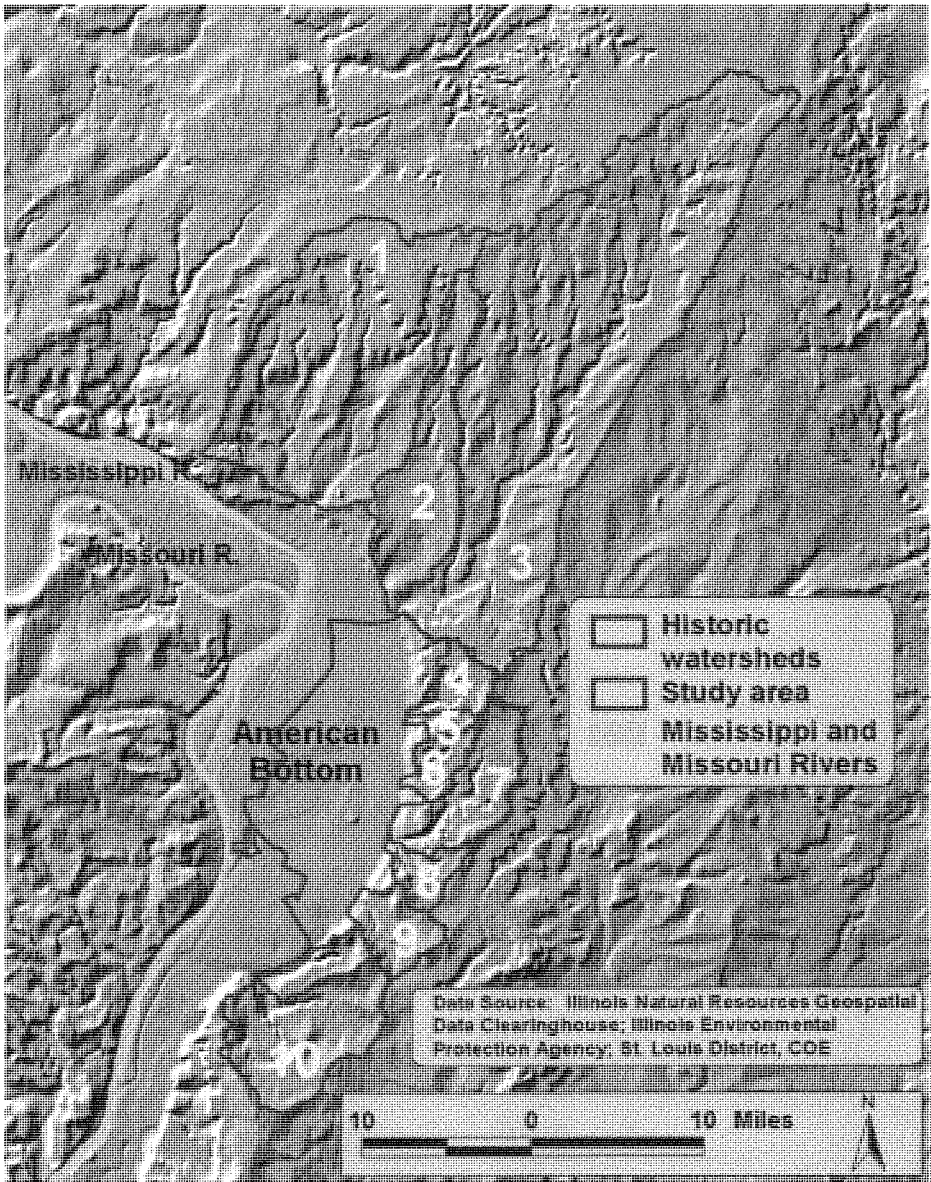 1
Mississippi R.
2
Missouri R.
3
Historic
watersheds
Study area
Mississippi and
Missouri Rivers
4
American
Bottom
5
6
7
8
9
Data Source: Illinois Natural Resources Geospatial
Data Clearinghouse; Illinois Environmental
Protection Agency; St. Louis District, COE
10
10 0 10 Miles
N